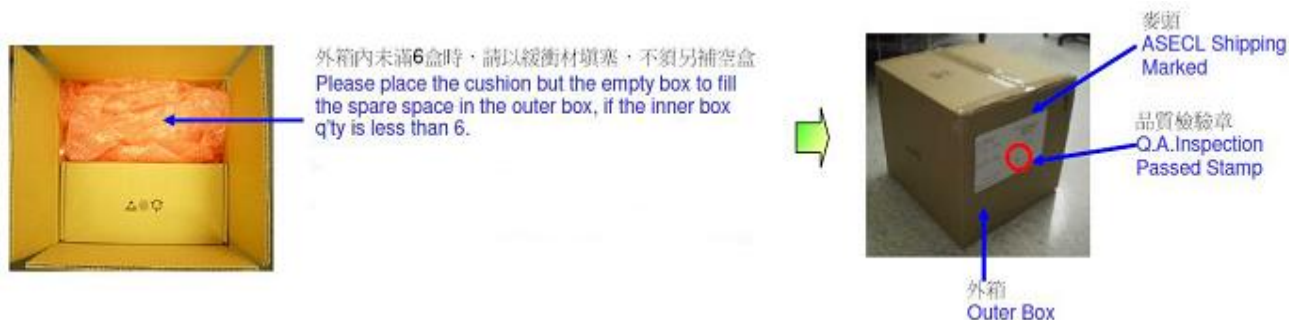 外箱內未滿6盒時，請以緩衝材填塞，不須另補空盒
Please place the cushion but the empty box to fill
the spare space in the outer box, if the inner box
q'ty is less than 6.
麥頭
ASECL Shipping
Marked
品質檢驗章
Q.A.Inspection
Passed Stamp
外箱
Outer Box